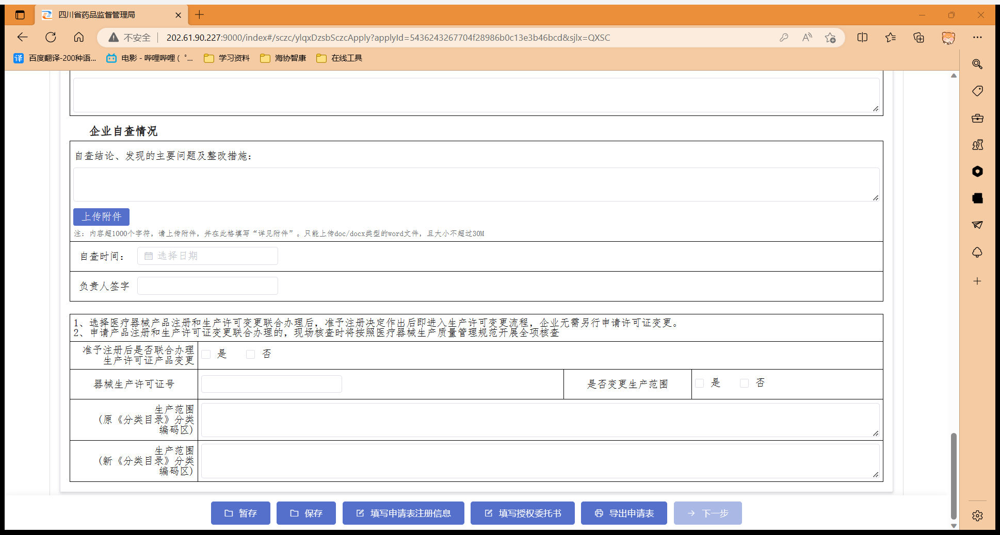 四川省药品监督管理局
不安全
202.61.90.227:9000/index#/sczc/ylqxDzsbSczcApply?applyId=5436243267704f28986b0c13e3b46bcd&sjlx=QXSC
百度翻译-200种语...
电影 - 哔哩哔哩 ( ゜...
学习资料
海协智康
在线工具
企业自查情况
自查结论、发现的主要问题及整改措施：
上传附件
注：内容超1000个字符，请上传附件，并在此格填写“详见附件”。只能上传doc/docx类型的word文件，且大小不超过30M
自查时间：
选择日期
负责人签字
1、选择医疗器械产品注册和生产许可变更联合办理后，准予注册决定作出后即进入生产许可变更流程，企业无需另行申请许可证变更。
2、申请产品注册和生产许可证变更联合办理的，现场核查时将按照医疗器械生产质量管理规范开展全项核查
准予注册后是否联合办理
生产许可证产品变更
是 否
器械生产许可证号
是否变更生产范围
是 否
生产范围
(原《分类目录》分类
编码区)
生产范围
(新《分类目录》分类
编码区)
暂存
保存
填写申请表注册信息
填写授权委托书
导出申请表
下一步